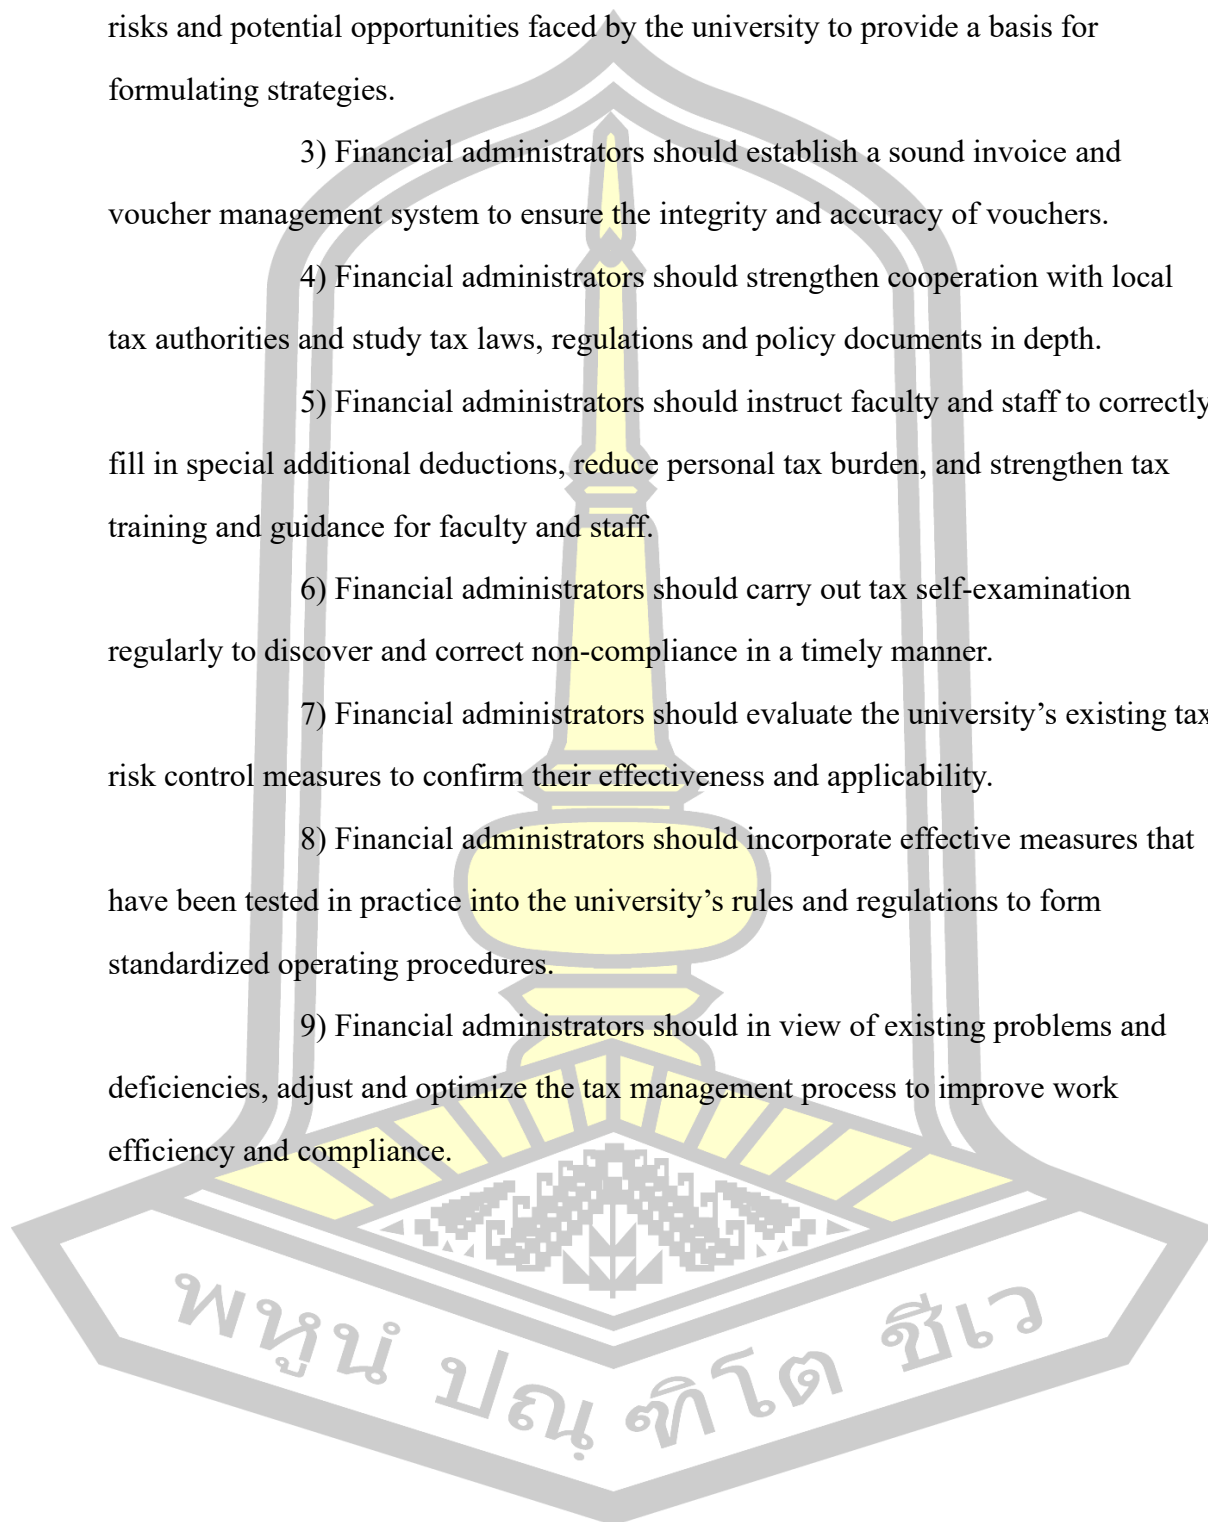 risks and potential opportunities faced by the university to provide a basis for
formulating strategies.
3) Financial administrators should establish a sound invoice and
voucher management system to ensure the integrity and accuracy of vouchers.
4) Financial administrators should strengthen cooperation with local
tax authorities and study tax laws, regulations and policy documents in depth.
5) Financial administrators should instruct faculty and staff to correctly
fill in special additional deductions, reduce personal tax burden, and strengthen tax
training and guidance for faculty and staff.
6) Financial administrators should carry out tax self-examination
regularly to discover and correct non-compliance in a timely manner.
7) Financial administrators should evaluate the university’s existing tax
risk control measures to confirm their effectiveness and applicability.
8) Financial administrators should incorporate effective measures that
have been tested in practice into the university’s rules and regulations to form
standardized operating procedures.
9) Financial administrators should in view of existing problems and
deficiencies, adjust and optimize the tax management process to improve work
efficiency and compliance.
พหูนํ ปณฺ ฑิโต ชีเว